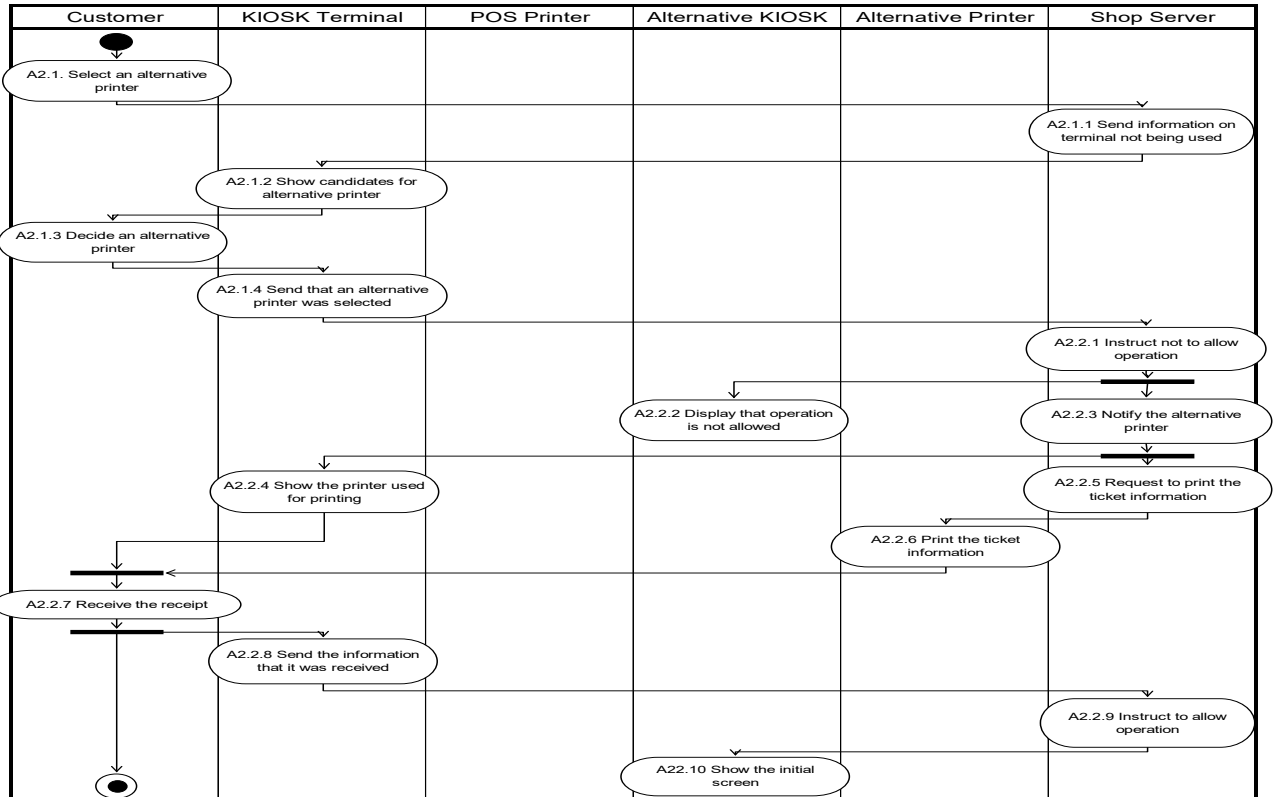 Customer
KIOSK Terminal
POS Printer
Alternative KIOSK
Alternative Printer
Shop Server
A2.1. Select an alternative
printer
A2.1.1 Send information on
terminal not being used
A2.1.2 Show candidates for
alternative printer
A2.1.3 Decide an alternative
printer
A2.1.4 Send that an alternative
printer was selected
A2.2.1 Instruct not to allow
operation
A2.2.2 Display that operation
is not allowed
A2.2.3 Notify the alternative
printer
A2.2.4 Show the printer used
for printing
A2.2.5 Request to print the
ticket information
A2.2.6 Print the ticket
information
A2.2.7 Receive the receipt
A2.2.8 Send the information
that it was received
A2.2.9 Instruct to allow
operation
A22.10 Show the initial
screen